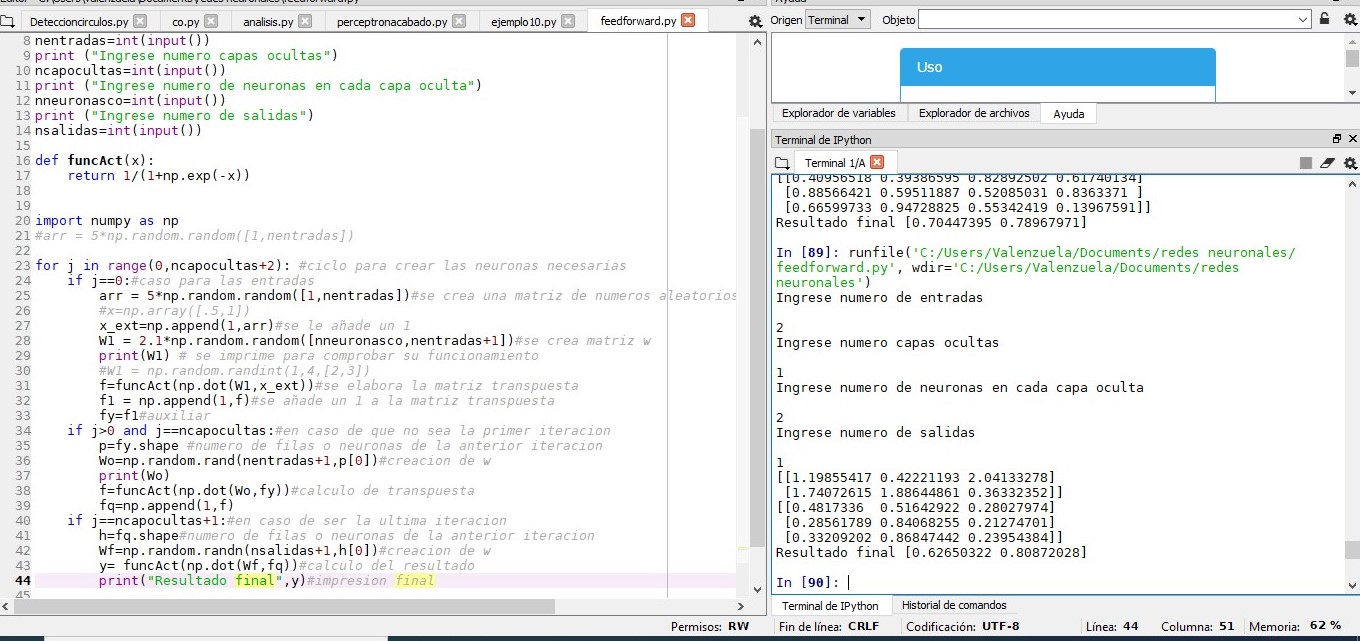 Deteccioncirculos.py
co.py
analisis.py
perceptronacabado.py
ejemplo10.py
feedforward.py
8 nentradas=int(input())
9 print ("Ingrese numero capas ocultas")
10 ncapocultas=int(input())
11 print ("Ingrese numero de neuronas en cada capa oculta")
12 nneuronasco=int(input())
13 print ("Ingrese numero de salidas")
14 nsalidas=int(input())
15
16 def funcAct(x):
17     return 1/(1+np.exp(-x))
18
19
20 import numpy as np
21 #arr = 5*np.random.random([1,nentradas])
22
23 for j in range(0,ncapocultas+2): #ciclo para crear las neuronas necesarias
24     if j==0:#caso para las entradas
25         arr = 5*np.random.random([1,nentradas])#se crea una matriz de numeros aleatorios
26         #x=np.array([.5,1])
27         x_ext=np.append(1,arr)#se le añade un 1
28         W1 = 2.1*np.random.random([nneuronasco,nentradas+1])#se crea matriz w
29         print(W1) # se imprime para comprobar su funcionamiento
30         #W1 = np.random.randint(1,4,[2,3])
31         f=funcAct(np.dot(W1,x_ext))#se elabora la matriz transpuesta
32         f1 = np.append(1,f)#se añade un 1 a la matriz transpuesta
33         fy=f1#auxiliar
34     if j>0 and j==ncapocultas:#en caso de que no sea la primer iteracion
35         p=fy.shape #numero de filas o neuronas de la anterior iteracion
36         Wo=np.random.rand(nentradas+1,p[0])#creacion de w
37         print(Wo)
38         f=funcAct(np.dot(Wo,fy))#calculo de transpuesta
39         fq=np.append(1,f)
40     if j==ncapocultas+1:#en caso de ser la ultima iteracion
41         h=fq.shape#numero de filas o neuronas de la anterior iteracion
42         Wf=np.random.randn(nsalidas+1,h[0])#creacion de w
43         y= funcAct(np.dot(Wf,fq))#calculo del resultado
44         print("Resultado final",y)#impresion final
45
Origen Terminal Objeto
Uso
Explorador de variables Explorador de archivos Ayuda
Terminal de IPython
Terminal 1/A
[[0.40956518 0.39386595 0.82892502 0.61740134]
[0.88566421 0.59511887 0.52085031 0.8363371 ]
[0.66599733 0.94728825 0.55342419 0.13967591]]
Resultado final [0.70447395 0.78967971]
In [89]: runfile('C:/Users/Valenzuela/Documents/redes neuronales/
feedforward.py', wdir='C:/Users/Valenzuela/Documents/redes
neuronales')
Ingrese numero de entradas
2
Ingrese numero capas ocultas
1
Ingrese numero de neuronas en cada capa oculta
2
Ingrese numero de salidas
1
[[1.19855417 0.42221193 2.04133278]
[1.74072615 1.88644861 0.36332352]]
[[0.4817336  0.51642922 0.28027974]
[0.28561789 0.84068255 0.21274701]
[0.33209202 0.86847442 0.23954384]]
Resultado final [0.62650322 0.80872028]
In [90]:
Terminal de IPython Historial de comandos
Permisos: RW Fin de línea: CRLF Codificación: UTF-8 Línea: 44 Columna: 51 Memoria: 62 %